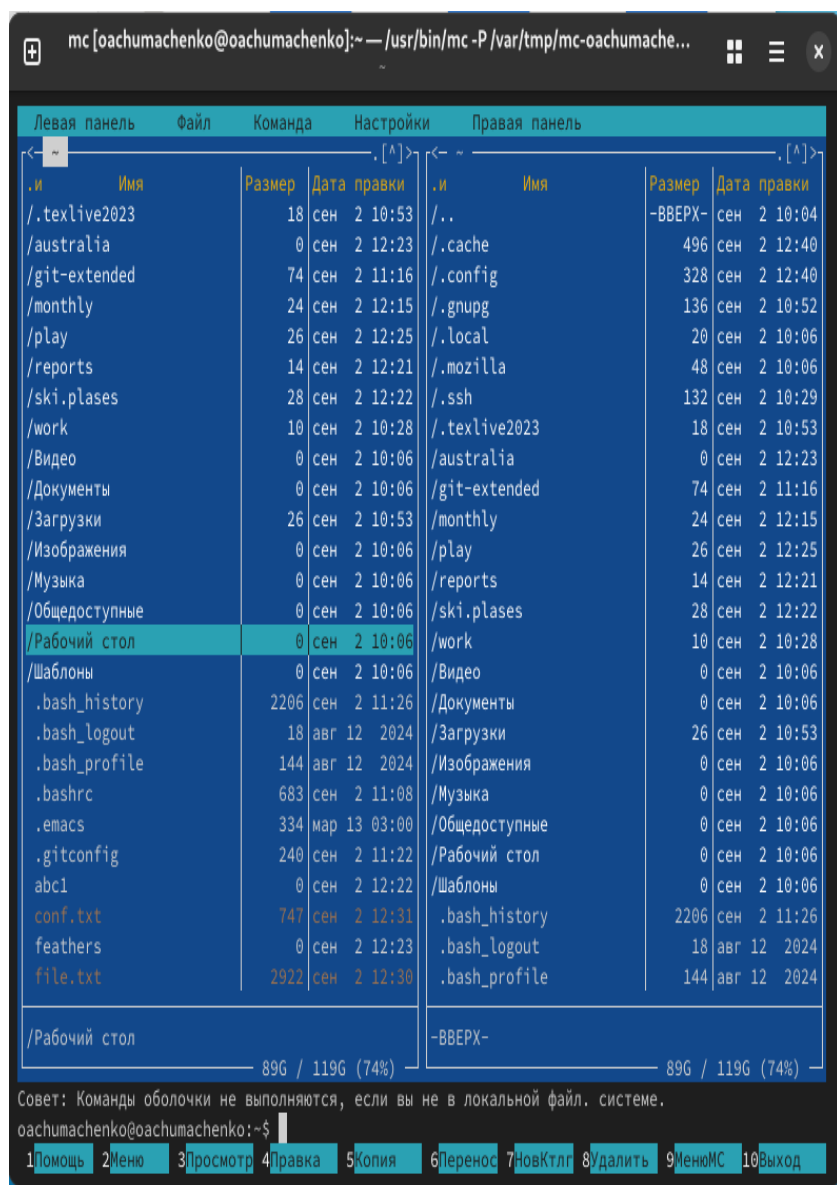 mc [oachumachenko@oachumachenko]:~ — /usr/bin/mc -P /var/tmp/mc-oachumache...
~
Левая панель Файл Команда Настройки Правая панель
<- ~ .[^]>
.и Имя Размер Дата правки
/.texlive2023 18 сен 2 10:53
/australia 0 сен 2 12:23
/git-extended 74 сен 2 11:16
/monthly 24 сен 2 12:15
/play 26 сен 2 12:25
/reports 14 сен 2 12:21
/ski.plases 28 сен 2 12:22
/work 10 сен 2 10:28
/Видео 0 сен 2 10:06
/Документы 0 сен 2 10:06
/Загрузки 26 сен 2 10:53
/Изображения 0 сен 2 10:06
/Музыка 0 сен 2 10:06
/Общедоступные 0 сен 2 10:06
/Рабочий стол 0 сен 2 10:06
/Шаблоны 0 сен 2 10:06
.bash_history 2206 сен 2 11:26
.bash_logout 18 авг 12 2024
.bash_profile 144 авг 12 2024
.bashrc 683 сен 2 11:08
.emacs 334 мар 13 03:00
.gitconfig 240 сен 2 11:22
abc1 0 сен 2 12:22
conf.txt 747 сен 2 12:31
feathers 0 сен 2 12:23
file.txt 2922 сен 2 12:30
/Рабочий стол
89G / 119G (74%)
<- ~ .[^]>
.и Имя Размер Дата правки
/.. -ВВЕРХ- сен 2 10:04
/.cache 496 сен 2 12:40
/.config 328 сен 2 12:40
/.gnupg 136 сен 2 10:52
/.local 20 сен 2 10:06
/.mozilla 48 сен 2 10:06
/.ssh 132 сен 2 10:29
/.texlive2023 18 сен 2 10:53
/australia 0 сен 2 12:23
/git-extended 74 сен 2 11:16
/monthly 24 сен 2 12:15
/play 26 сен 2 12:25
/reports 14 сен 2 12:21
/ski.plases 28 сен 2 12:22
/work 10 сен 2 10:28
/Видео 0 сен 2 10:06
/Документы 0 сен 2 10:06
/Загрузки 26 сен 2 10:53
/Изображения 0 сен 2 10:06
/Музыка 0 сен 2 10:06
/Общедоступные 0 сен 2 10:06
/Рабочий стол 0 сен 2 10:06
/Шаблоны 0 сен 2 10:06
.bash_history 2206 сен 2 11:26
.bash_logout 18 авг 12 2024
.bash_profile 144 авг 12 2024
-ВВЕРХ-
89G / 119G (74%)
Совет: Команды оболочки не выполняются, если вы не в локальной файл. системе.
oachumachenko@oachumachenko:~$
1Помощь 2Меню 3Просмотр 4Правка 5Копия 6Перенос 7НовКтлг 8Удалить 9МенюMC 10Выход